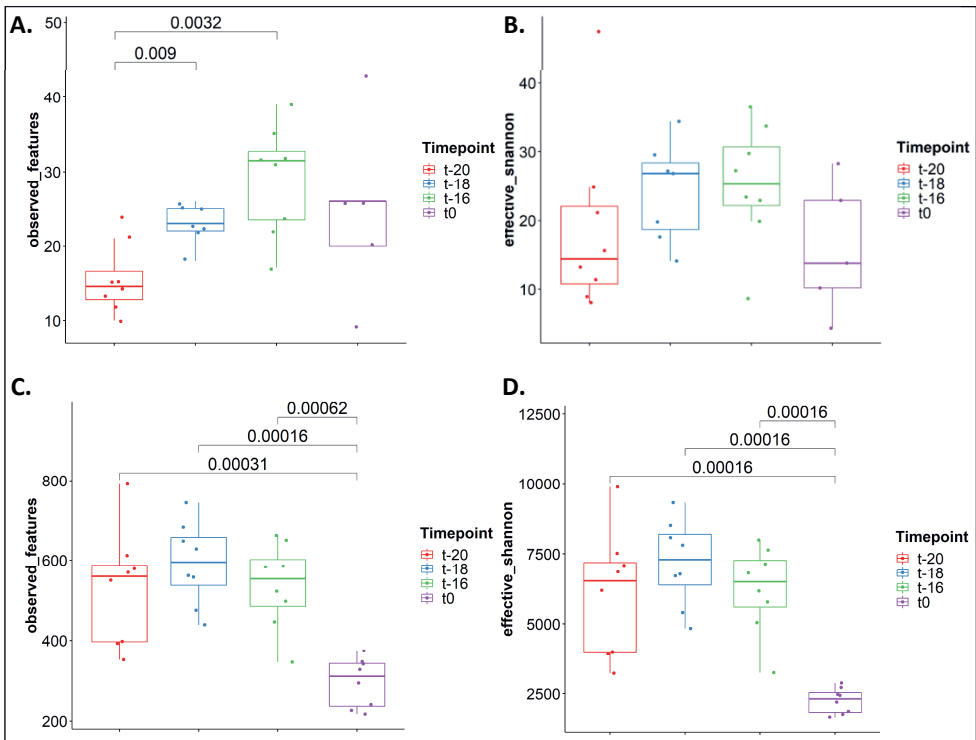 A.
50
40
30
20
10
observed_features
0.0032
0.009
Timepoint
t-20
t-18
t-16
t0
B.
40
30
20
10
effective_snannon
Timepoint
t-20
t-18
t-16
t0
C.
800
600
400
200
observed_features
0.00062
0.00016
0.00031
Timepoint
t-20
t-18
t-16
t0
D.
12500
10000
7500
5000
2500
effective_shannon
0.00016
0.00016
0.00016
Timepoint
t-20
t-18
t-16
t0